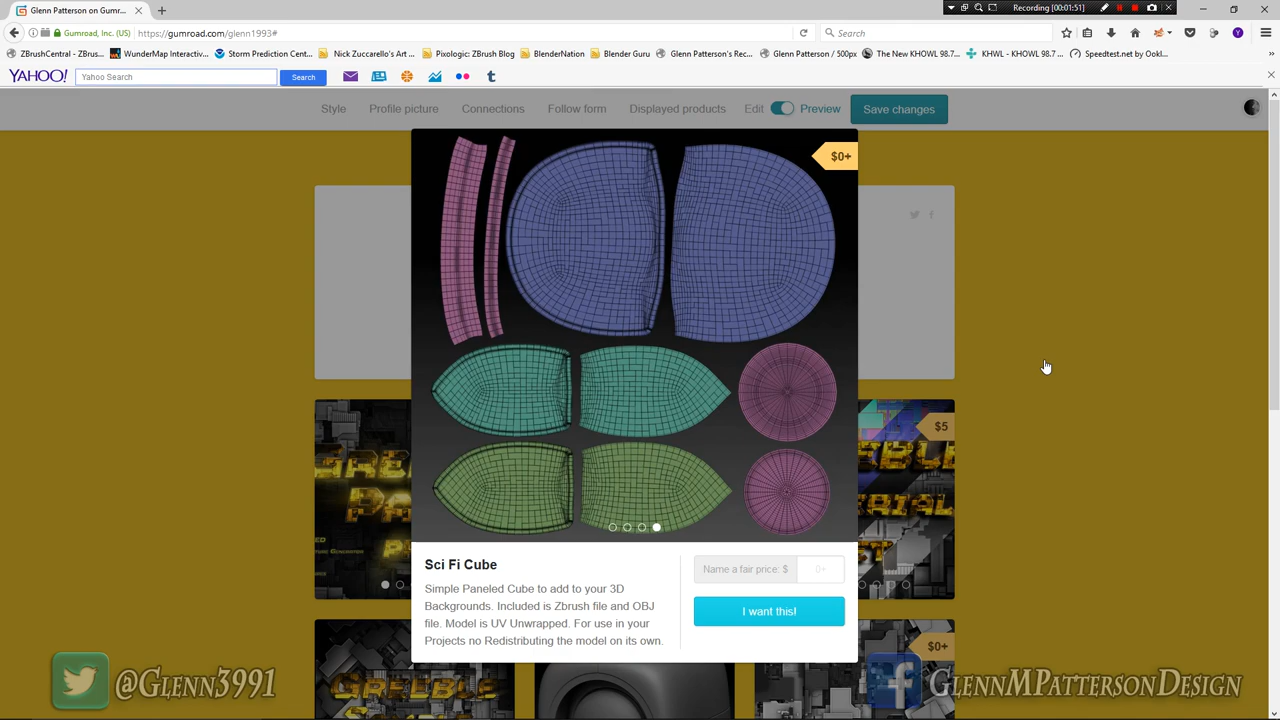 Glenn Patterson on Gumr...
Recording [00:01:51]
Gumroad, Inc. (US)
https://gumroad.com/glenn1993#
Search
ZBrushCentral - ZBrus...
WunderMap Interactiv...
Storm Prediction Cent...
Nick Zuccarello's Art ...
Pixologic: ZBrush Blog
BlenderNation
Blender Guru
Glenn Patterson's Rec...
Glenn Patterson / 500px
The New KHOWL 98.7...
KHWL - KHOWL 98.7 ...
Speedtest.net by Ookl...
YAHOO!
Yahoo Search
Search
Style
Profile picture
Connections
Follow form
Displayed products
Edit
Preview
Save changes
$0+
$5
Sci Fi Cube
Simple Paneled Cube to add to your 3D
Backgrounds. Included is Zbrush file and OBJ
file. Model is UV Unwrapped. For use in your
Projects no Redistributing the model on its own.
Name a fair price: $
0+
I want this!
$0+
GREEBLE
@Glenn3991
GlennMPattersonDesign